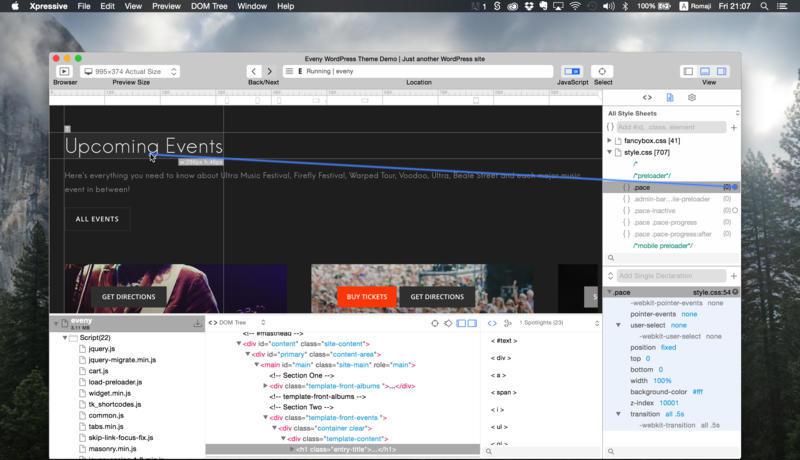 Xpressive File Edit View Preview DOM Tree Window Help
1 100% A Romaji Fri 21:07
Eveny WordPress Theme Demo | Just another WordPress site
995×374 Actual Size
E Running | eveny
Browser Preview Size Back/Next Location JavaScript Select View
Upcoming Events
Here's everything you need to know about Ultra Music Festival, Firefly Festival, Warped Tour, Voodoo, Ultra, Beale Street and each major music
event in between!
ALL EVENTS
GET DIRECTIONS
BUY TICKETS
GET DIRECTIONS
S
All Style Sheets
{ } Add #id, .class, element
fancybox.css [41]
style.css [707]
/*
/*preloader*/
{ } .pace (0)
{ } .admin-bar...ile-preloader (0)
{ } .pace-inactive (0)
{ } .pace .pace-progress (0)
{ } .pace .pace-progress:after (0)
/*mobile preloader*/
Add Single Declaration
.pace style.css:54
-webkit-pointer-events none
pointer-events none
user-select none
-webkit-user-select none
position fixed
top 0
bottom 0
width 100%
background-color #fff
z-index 10001
transition all .5s
-webkit-transition all .5s
eveny
8.11 MB
Script(22)
jquery.js
jquery-migrate.min.js
cart.js
load-preloader.js
widget.min.js
tk_shortcodes.js
common.js
tabs.min.js
skip-link-focus-fix.js
masonry.min.js
<> DOM Tree
<!-- #masthead -->
<div id="content" class="site-content">
<div id="primary" class="content-area">
<main id="main" class="site-main" role="main">
<!-- Section One -->
<div class="template-front-albums" >...</div>
<!-- template-front-albums -->
<!-- Section Two -->
<div class="template-front-events">
<div class="container clear">
<div class="template-content">
<h1 class="entry-title">...</h1>
1.Spotlights (23)
< #text >
< div >
< a >
< span >
< i >
< ul >